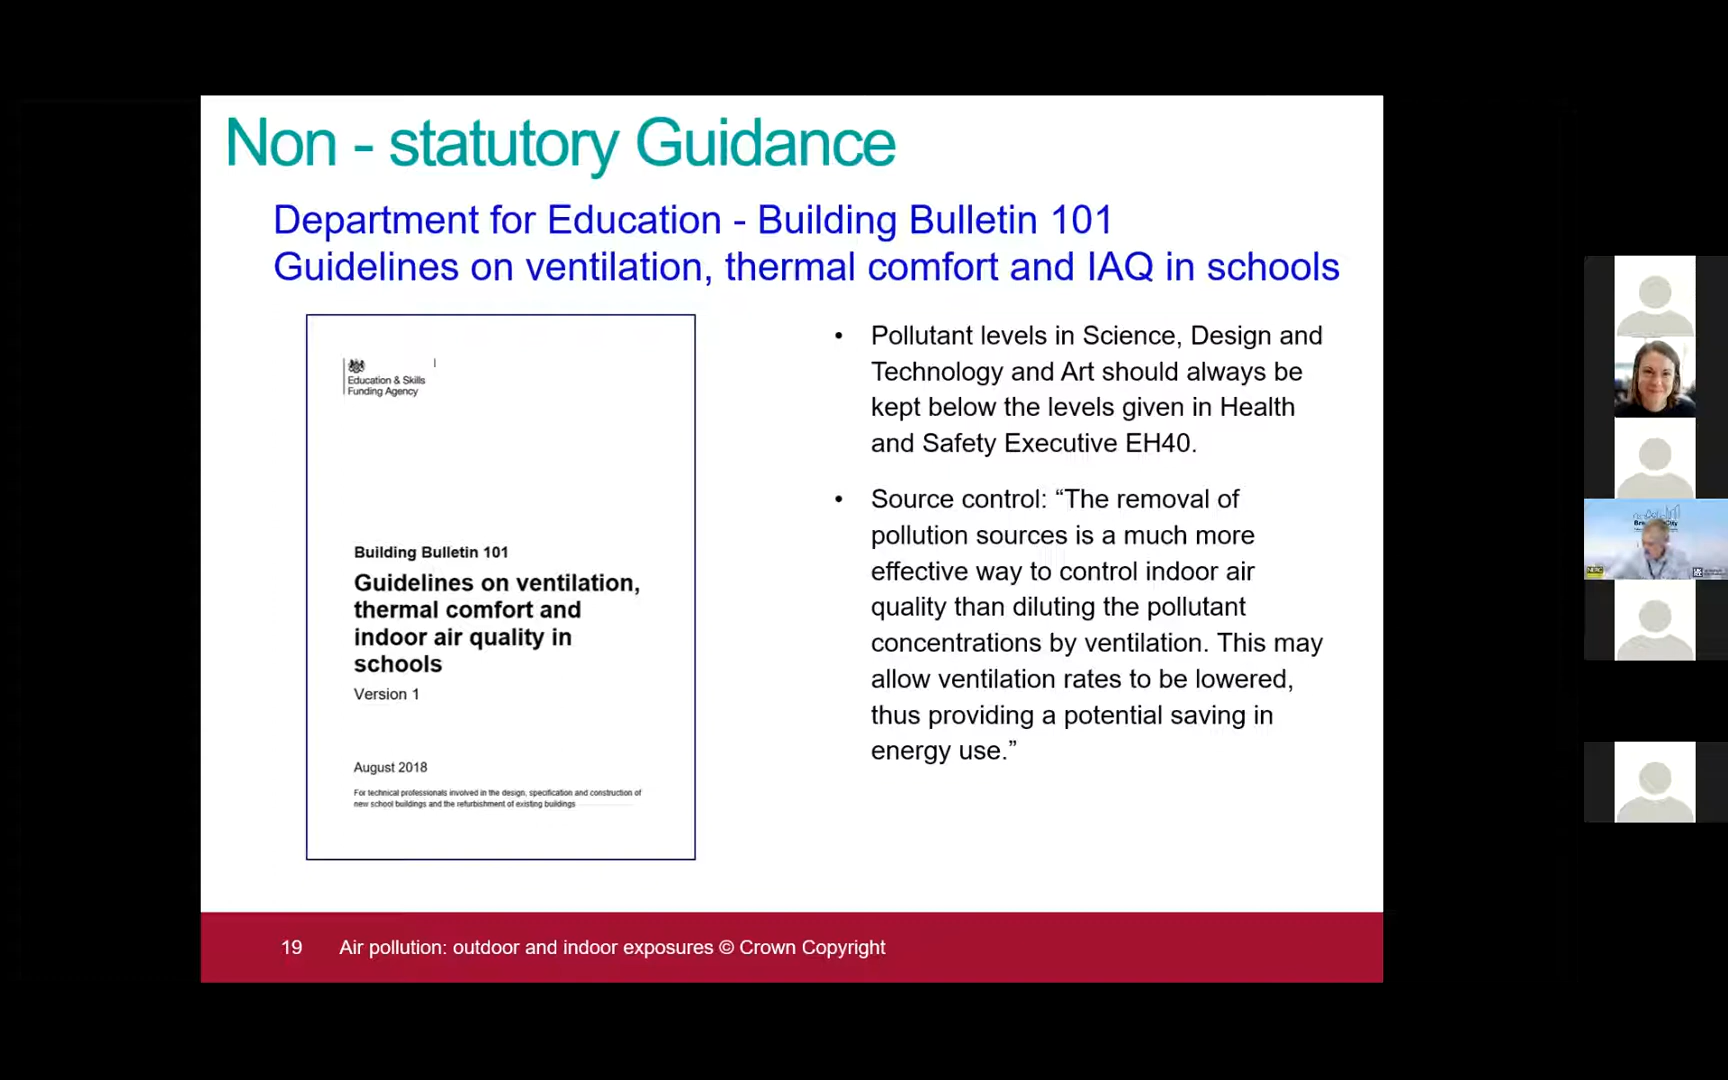 Non - statutory Guidance
Department for Education - Building Bulletin 101
Guidelines on ventilation, thermal comfort and IAQ in schools
Education & Skills
Funding Agency
Building Bulletin 101
Guidelines on ventilation,
thermal comfort and
indoor air quality in
schools
Version 1
August 2018
For technical professionals involved in the design, specification and construction of
new school buildings and the refurbishment of existing buildings
• Pollutant levels in Science, Design and
Technology and Art should always be
kept below the levels given in Health
and Safety Executive EH40.
• Source control: “The removal of
pollution sources is a much more
effective way to control indoor air
quality than diluting the pollutant
concentrations by ventilation. This may
allow ventilation rates to be lowered,
thus providing a potential saving in
energy use.”
19 Air pollution: outdoor and indoor exposures © Crown Copyright